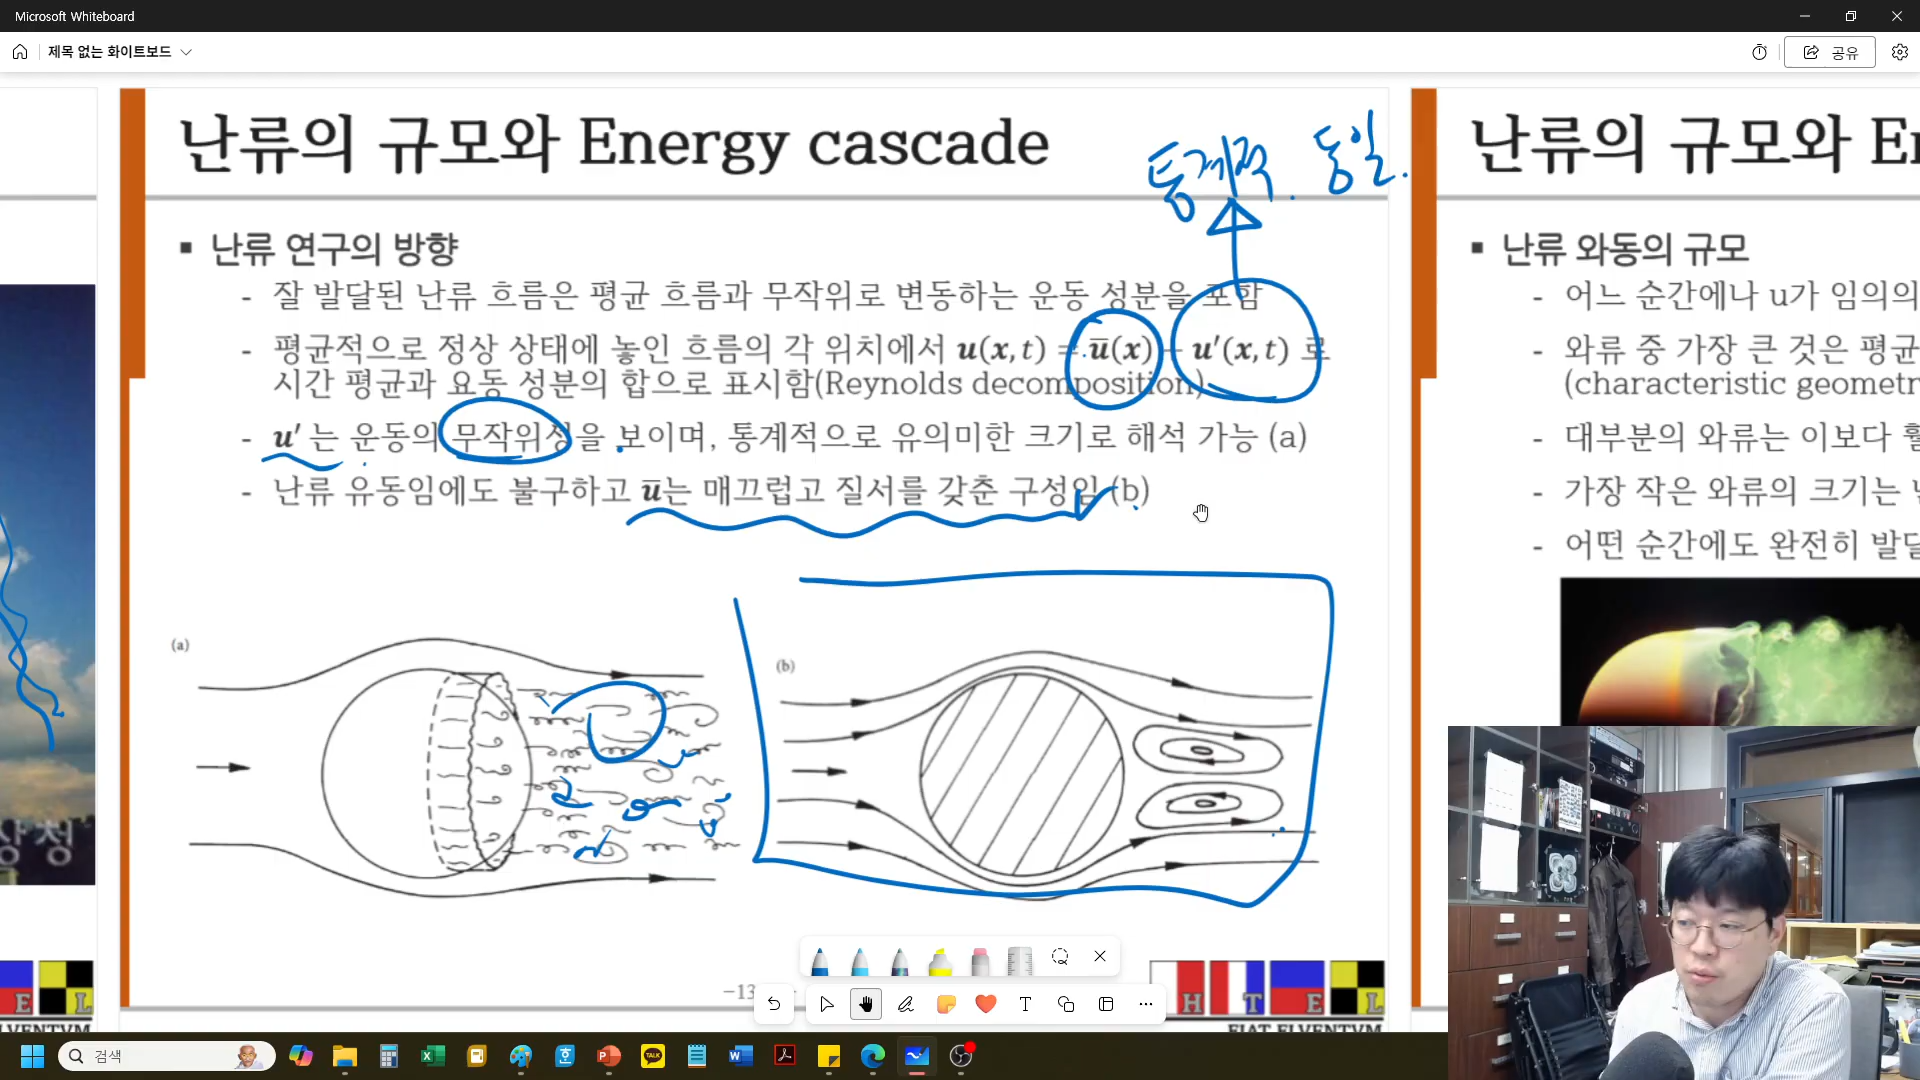 Microsoft Whiteboard
제목 없는 화이트보드
공유
난류의 규모와 Energy cascade
통계적. 동일.
난류 연구의 방향
- 잘 발달된 난류 흐름은 평균 흐름과 무작위로 변동하는 운동 성분을 포함
- 평균적으로 정상 상태에 놓인 흐름의 각 위치에서 u(x, t) = ū(x) + u′(x, t) 로
시간 평균과 요동 성분의 합으로 표시함(Reynolds decomposition)
- u′ 는 운동의 무작위성을 보이며, 통계적으로 유의미한 크기로 해석 가능 (a)
- 난류 유동임에도 불구하고 ū는 매끄럽고 질서를 갖춘 구성임 (b)
(a)
(b)
-13
H T E L
FIAT ELVENTVM
난류의 규모와
난류 와동의 규모
- 어느 순간에나 u가 임의의
- 와류 중 가장 큰 것은 평균
(characteristic geometr
- 대부분의 와류는 이보다 훨
- 가장 작은 와류의 크기는
- 어떤 순간에도 완전히 발달
상청
E L
검색